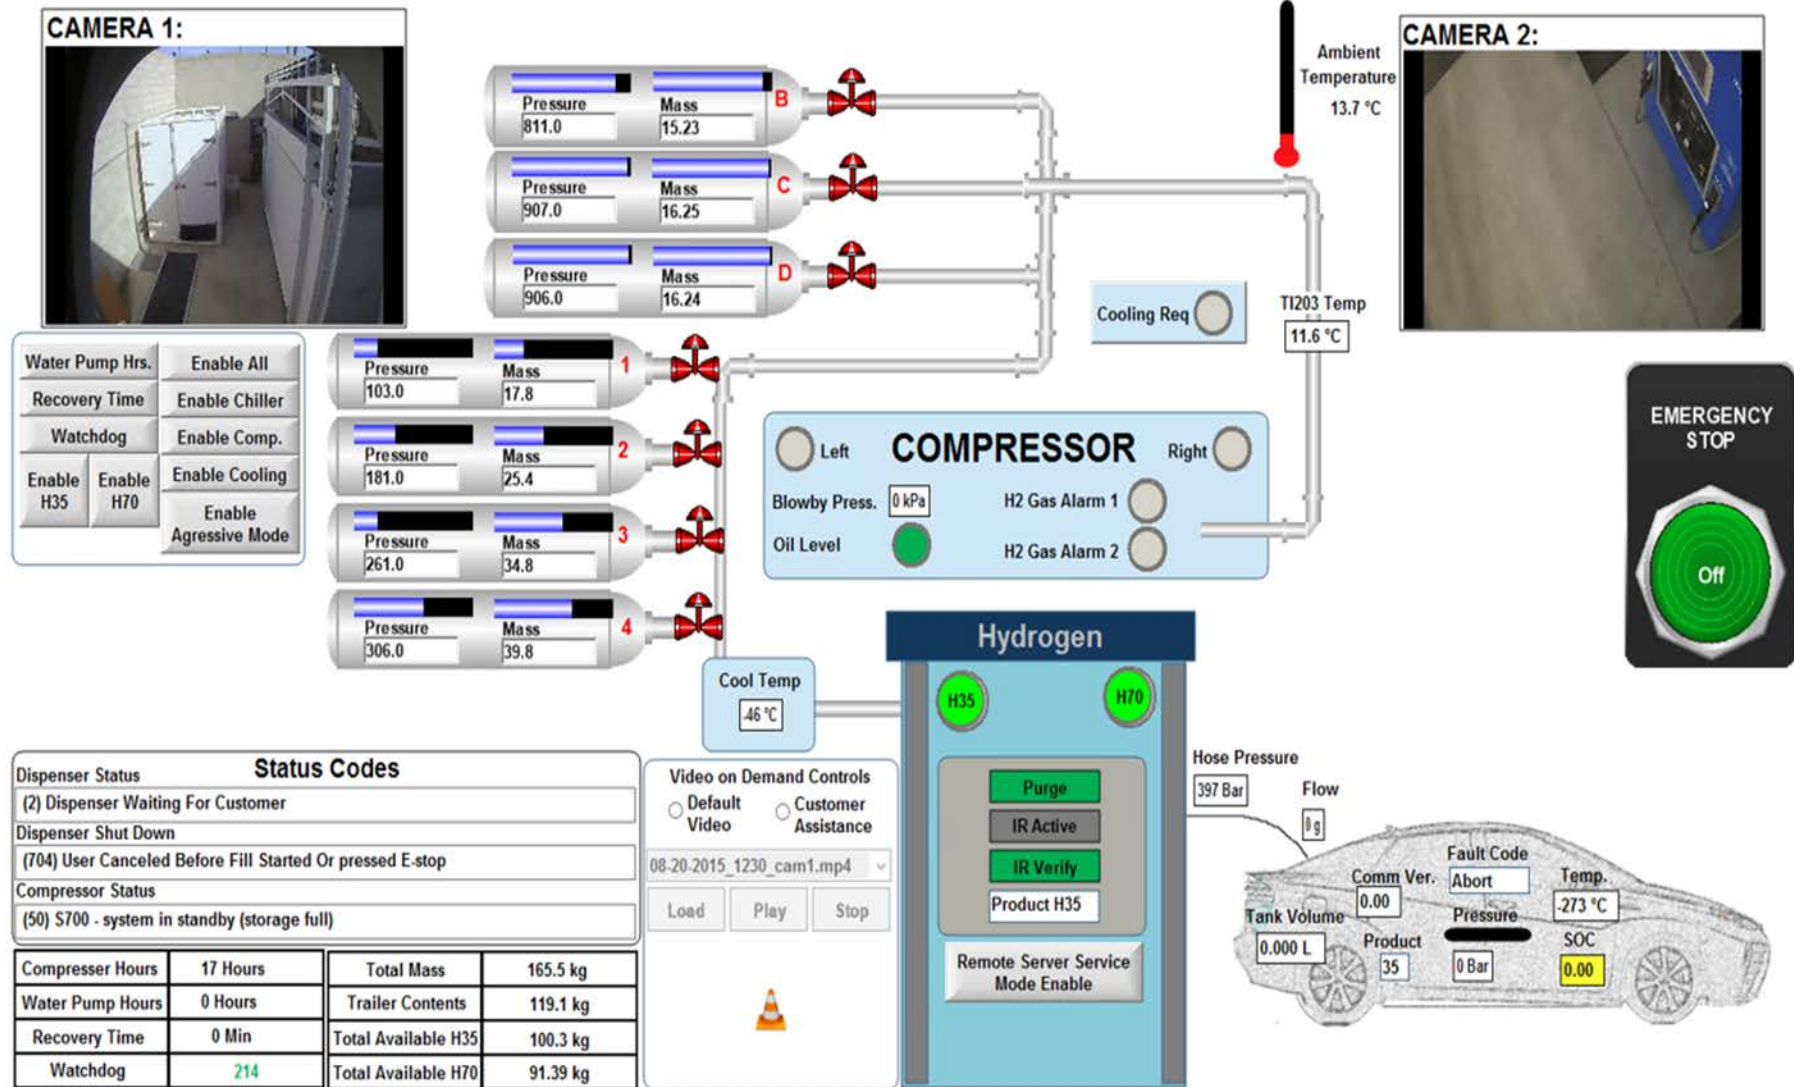 CAMERA 1:
Pressure
811.0
Mass
15.23
B
Pressure
907.0
Mass
16.25
C
Pressure
906.0
Mass
16.24
D
Ambient
Temperature
13.7 °C
CAMERA 2:
Cooling Req
TI203 Temp
11.6 °C
Water Pump Hrs.
Enable All
Recovery Time
Enable Chiller
Watchdog
Enable Comp.
Enable
H35
Enable
H70
Enable Cooling
Enable
Agressive Mode
Pressure
103.0
Mass
17.8
1
Pressure
181.0
Mass
25.4
2
Pressure
261.0
Mass
34.8
3
Pressure
306.0
Mass
39.8
4
Left
COMPRESSOR
Right
Blowby Press.
0 kPa
H2 Gas Alarm 1
Oil Level
H2 Gas Alarm 2
EMERGENCY
STOP
Off
Cool Temp
-46 °C
Hydrogen
H35
H70
Purge
IR Active
IR Verify
Product H35
Remote Server Service
Mode Enable
Status Codes
Dispenser Status
(2) Dispenser Waiting For Customer
Dispenser Shut Down
(704) User Canceled Before Fill Started Or pressed E-stop
Compressor Status
(50) S700 - system in standby (storage full)
Video on Demand Controls
Default
Video
Customer
Assistance
08-20-2015_1230_cam1.mp4
Load
Play
Stop
Hose Pressure
397 Bar
Flow
0 g
Fault Code
Abort
Comm Ver.
0.00
Temp.
-273 °C
Tank Volume
0.000 L
Pressure
0 Bar
Product
35
SOC
0.00
Compresser Hours 17 Hours
Water Pump Hours 0 Hours
Recovery Time 0 Min
Watchdog 214
Total Mass 165.5 kg
Trailer Contents 119.1 kg
Total Available H35 100.3 kg
Total Available H70 91.39 kg